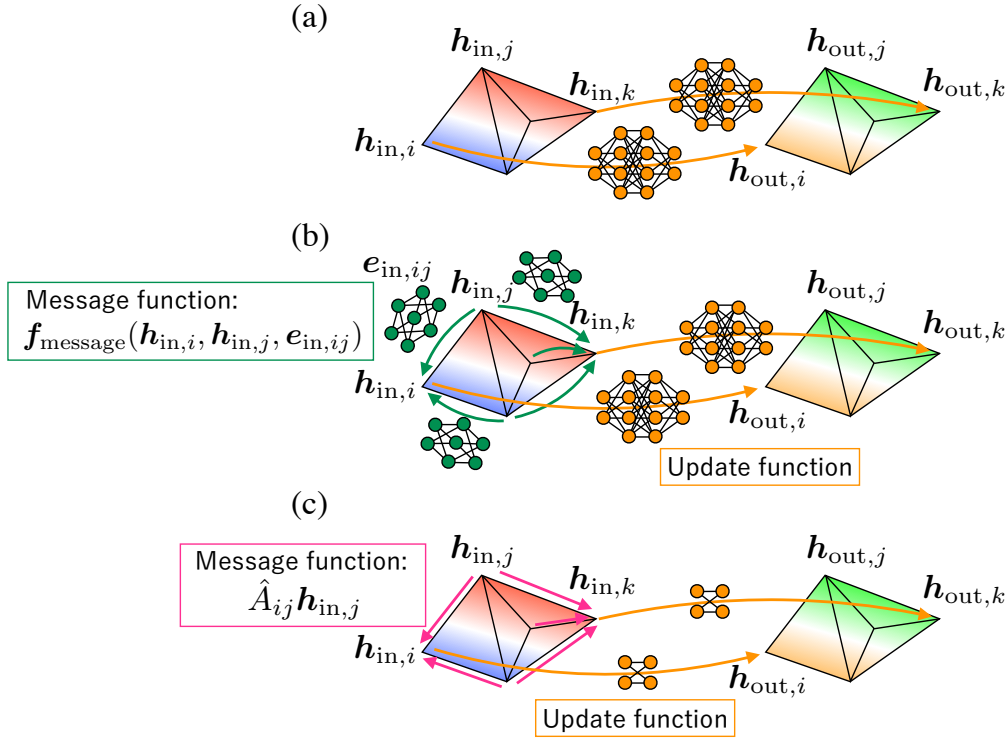 (a)
h_in,j
h_out,j
h_in,k
h_out,k
h_in,i
h_out,i
(b)
e_in,ij
Message function:
f_message(h_in,i, h_in,j, e_in,ij)
h_in,j
h_out,j
h_in,k
h_out,k
h_in,i
h_out,i
Update function
(c)
Message function:
Â_ij h_in,j
h_in,j
h_out,j
h_in,k
h_out,k
h_in,i
h_out,i
Update function